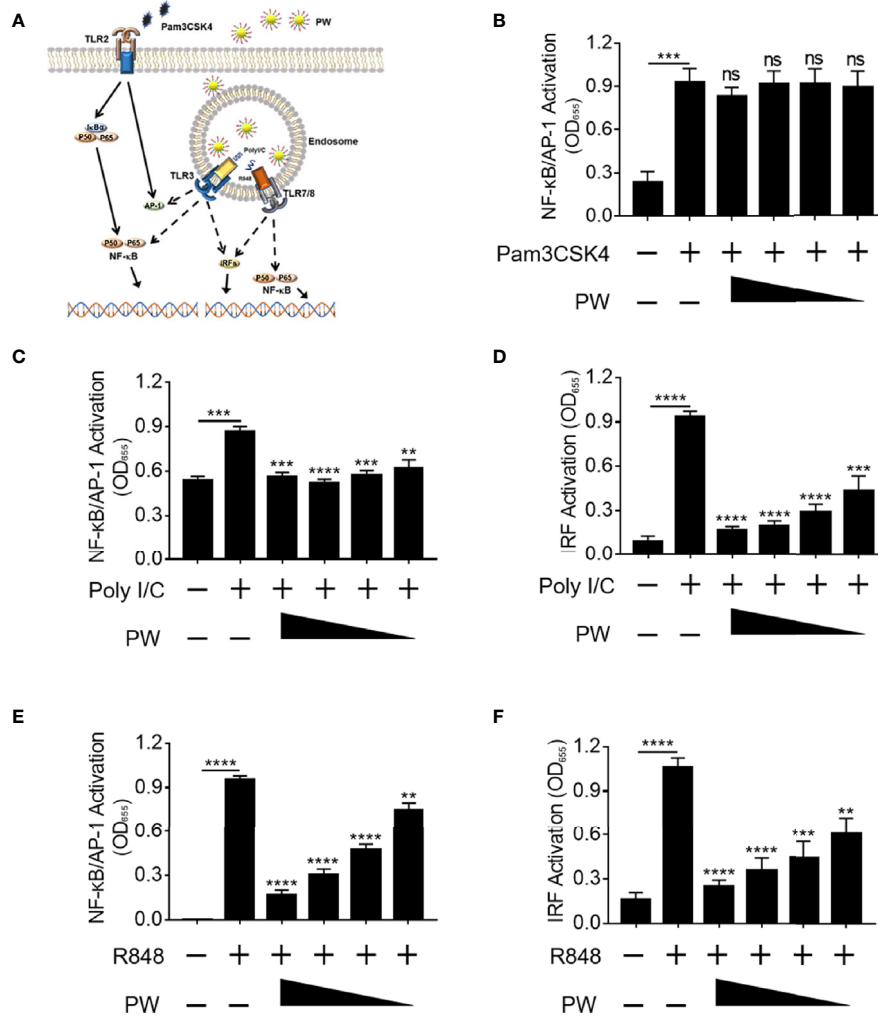 A
Pam3CSK4
PW
TLR2
IκBα
P50 P65
Endosome
PolyI/C
R848
TLR3
TLR7/8
AP-1
P50 P65
NF-κB
IRFs
P50 P65
NF-κB
B
NF-κB/AP-1 Activation
(OD655)
1.2
0.9
0.6
0.3
0.0
***
ns
ns
ns
ns
Pam3CSK4 — + + + + +
PW — —
C
NF-κB/AP-1 Activation
(OD655)
1.2
0.9
0.6
0.3
0.0
***
*** **** *** **
Poly I/C — + + + + +
PW — —
D
IRF Activation (OD655)
1.2
0.9
0.6
0.3
0.0
****
**** **** **** ***
Poly I/C — + + + + +
PW — —
E
NF-κB/AP-1 Activation
(OD655)
1.2
0.9
0.6
0.3
0.0
****
**** **** **** **
R848 — + + + + +
PW — —
F
IRF Activation (OD655)
1.2
0.9
0.6
0.3
0.0
****
**** **** *** **
R848 — + + + + +
PW — —